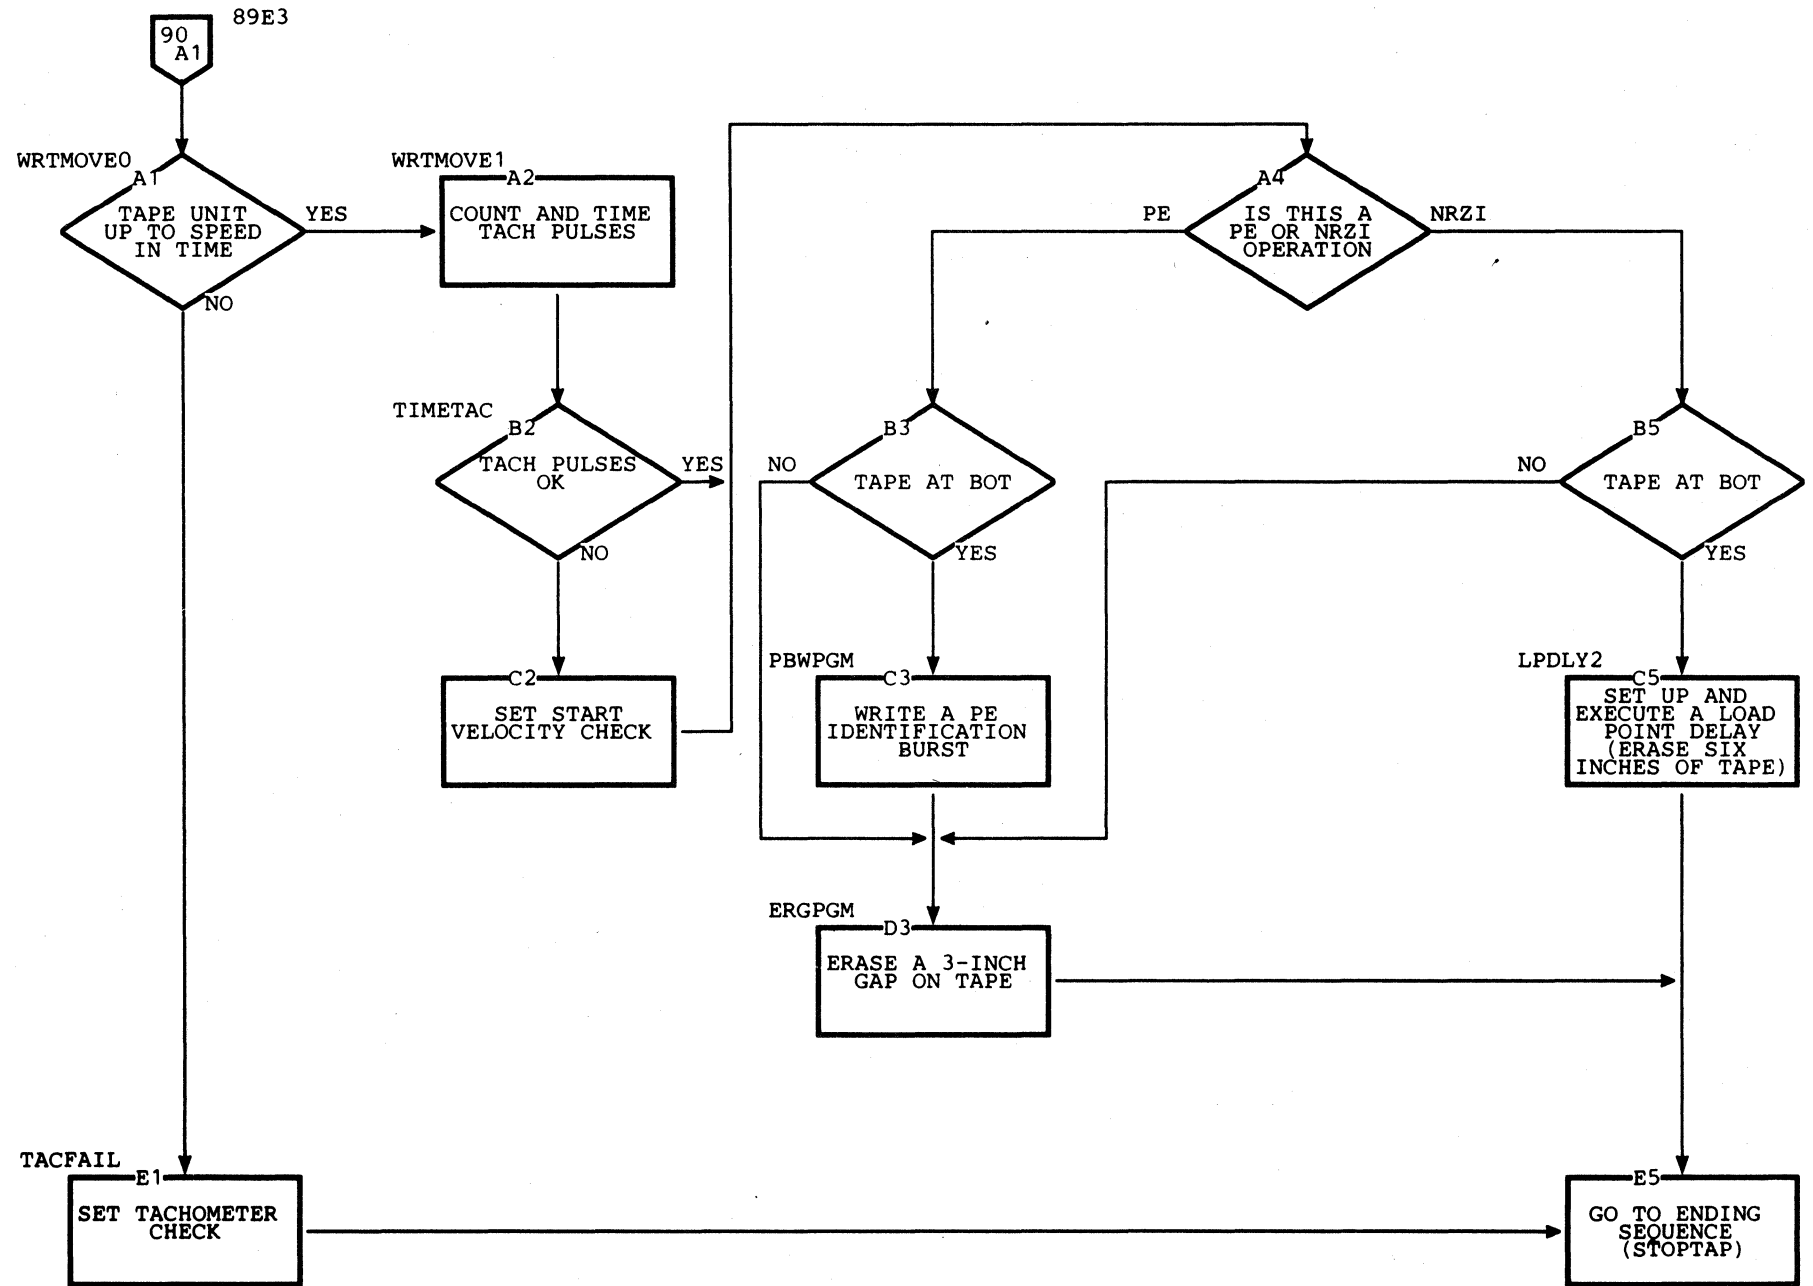 89E3
90
A1
WRTMOVE0
A1
TAPE UNIT
UP TO SPEED
IN TIME
YES
NO
WRTMOVE1
A2
COUNT AND TIME
TACH PULSES
A4
IS THIS A
PE OR NRZI
OPERATION
PE
NRZI
TIMETAC
B2
TACH PULSES
OK
YES
NO
B3
TAPE AT BOT
NO
YES
B5
TAPE AT BOT
NO
YES
C2
SET START
VELOCITY CHECK
PBWPGM
C3
WRITE A PE
IDENTIFICATION
BURST
LPDLY2
C5
SET UP AND
EXECUTE A LOAD
POINT DELAY
(ERASE SIX
INCHES OF TAPE)
ERGPGM
D3
ERASE A 3-INCH
GAP ON TAPE
TACFAIL
E1
SET TACHOMETER
CHECK
E5
GO TO ENDING
SEQUENCE
(STOPTAP)